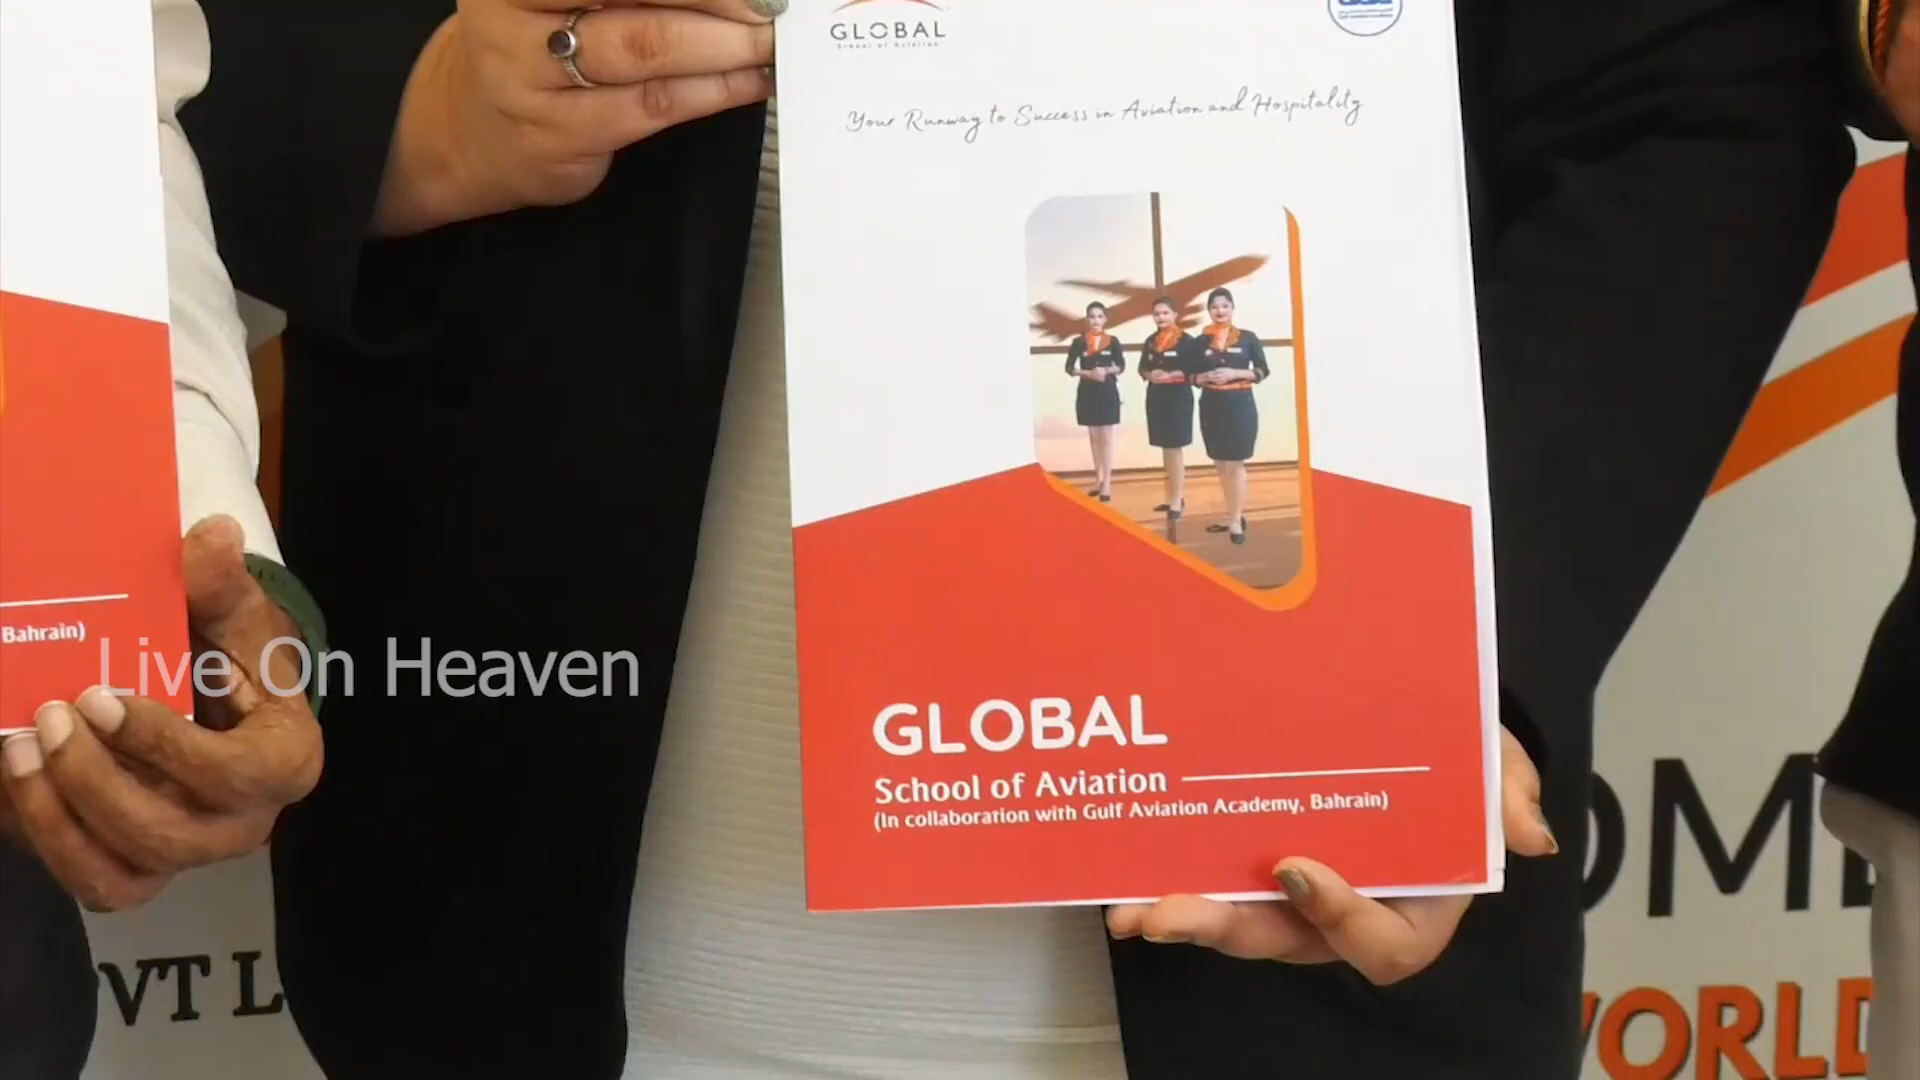 GLOBAL
School of Aviation
Your Runway to Success in Aviation and Hospitality
Bahrain)
Live On Heaven
GLOBAL
School of Aviation
(In collaboration with Gulf Aviation Academy, Bahrain)
VT L
OM
ORLD